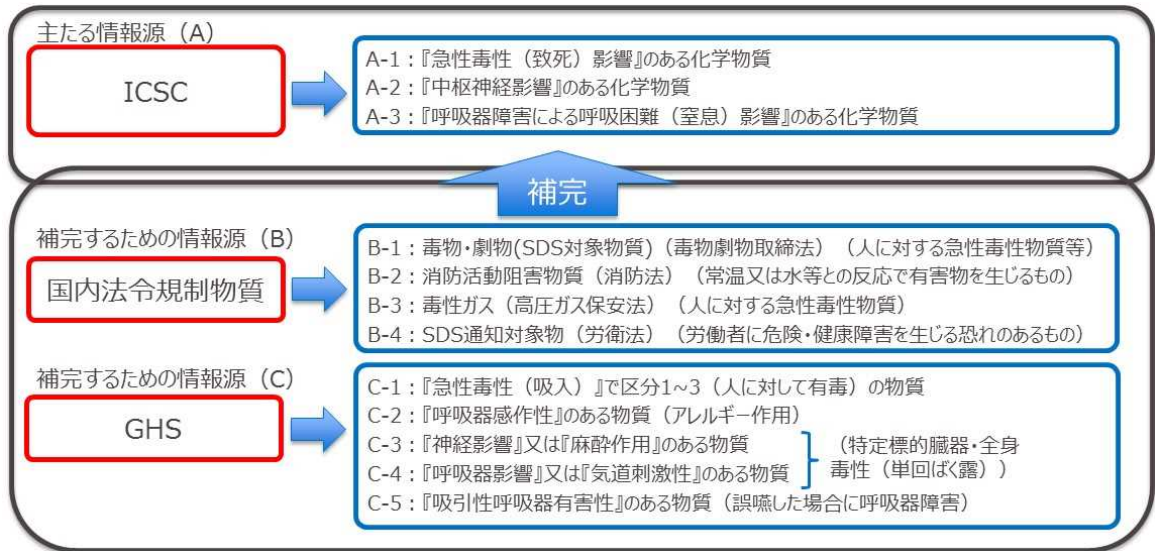 主たる情報源（A）
ICSC
A-1：『急性毒性（致死）影響』のある化学物質
A-2：『中枢神経影響』のある化学物質
A-3：『呼吸器障害による呼吸困難（窒息）影響』のある化学物質
補完
補完するための情報源（B）
国内法令規制物質
B-1：毒物・劇物(SDS対象物質)（毒物劇物取締法）（人に対する急性毒性物質等）
B-2：消防活動阻害物質（消防法）（常温又は水等との反応で有害物を生じるもの）
B-3：毒性ガス（高圧ガス保安法）（人に対する急性毒性物質）
B-4：SDS通知対象物（労衛法）（労働者に危険・健康障害を生じる恐れのあるもの）
補完するための情報源（C）
GHS
C-1：『急性毒性（吸入）』で区分1~3（人に対して有毒）の物質
C-2：『呼吸器感作性』のある物質（アレルギー作用）
C-3：『神経影響』又は『麻酔作用』のある物質
C-4：『呼吸器影響』又は『気道刺激性』のある物質
（特定標的臓器・全身
毒性（単回ばく露））
C-5：『吸引性呼吸器有害性』のある物質（誤嚥した場合に呼吸器障害）